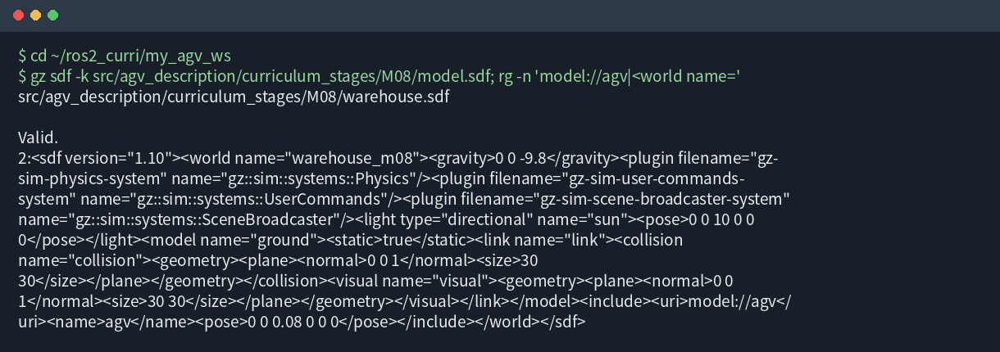 $ cd ~/ros2_curri/my_agv_ws
$ gz sdf -k src/agv_description/curriculum_stages/M08/model.sdf; rg -n 'model://agv|<world name='
src/agv_description/curriculum_stages/M08/warehouse.sdf

Valid.
2:<sdf version="1.10"><world name="warehouse_m08"><gravity>0 0 -9.8</gravity><plugin filename="gz-
sim-physics-system" name="gz::sim::systems::Physics"/><plugin filename="gz-sim-user-commands-
system" name="gz::sim::systems::UserCommands"/><plugin filename="gz-sim-scene-broadcaster-system"
name="gz::sim::systems::SceneBroadcaster"/><light type="directional" name="sun"><pose>0 0 10 0 0
0</pose></light><model name="ground"><static>true</static><link name="link"><collision
name="collision"><geometry><plane><normal>0 0 1</normal><size>30
30</size></plane></geometry></collision><visual name="visual"><geometry><plane><normal>0 0
1</normal><size>30 30</size></plane></geometry></visual></link></model><include><uri>model://agv</
uri><name>agv</name><pose>0 0 0.08 0 0 0</pose></include></world></sdf>